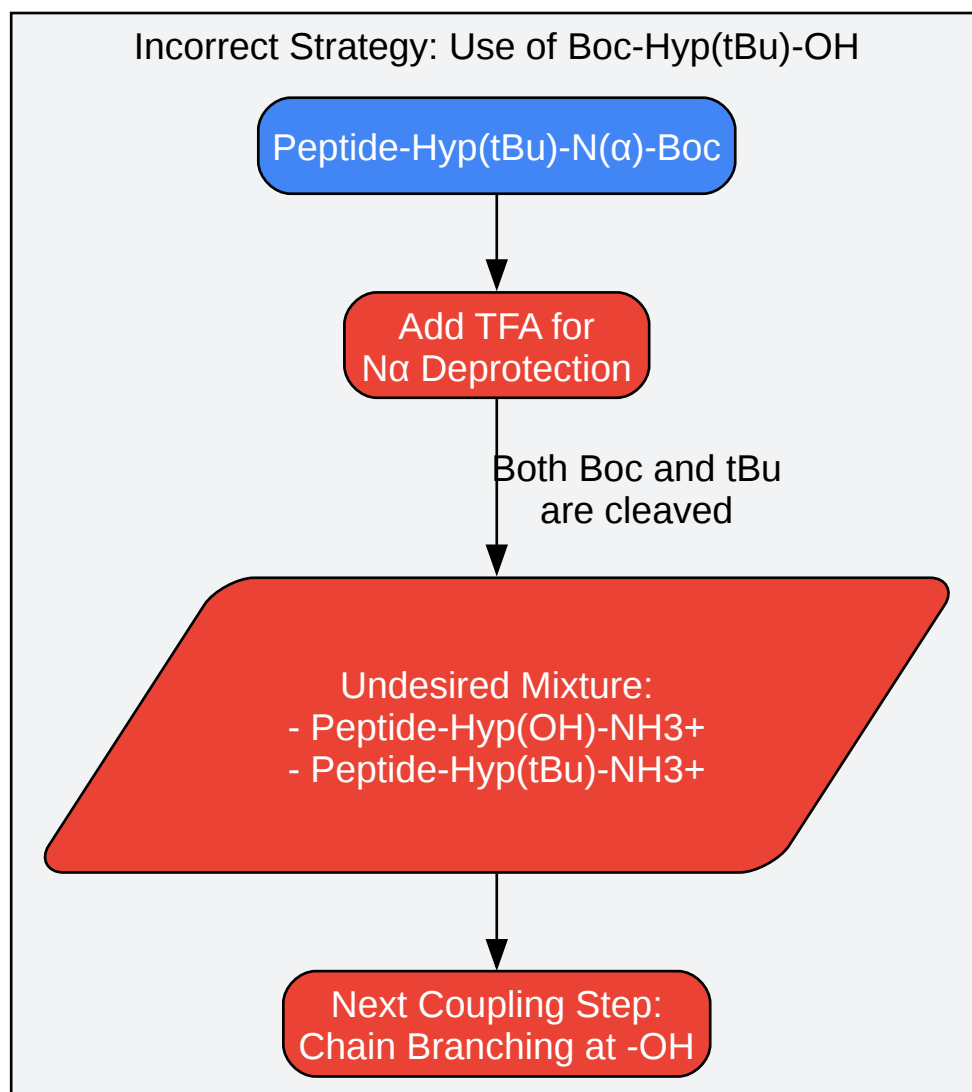 Incorrect Strategy: Use of Boc-Hyp(tBu)-OH
Peptide-Hyp(tBu)-N(α)-Boc
Add TFA for
Nα Deprotection
Both Boc and tBu
are cleaved
Undesired Mixture:
- Peptide-Hyp(OH)-NH3+
- Peptide-Hyp(tBu)-NH3+
Next Coupling Step:
Chain Branching at -OH